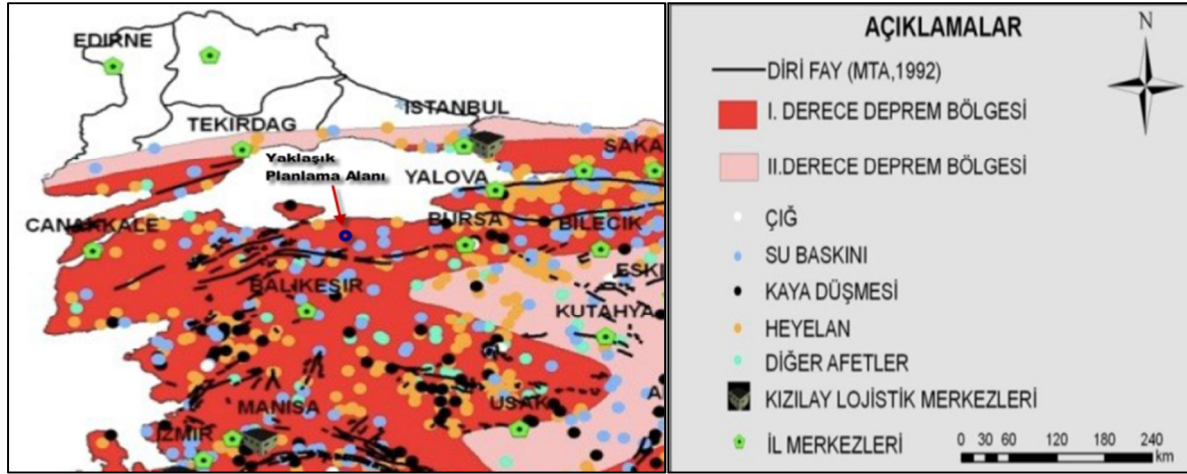 EDIRNE
ISTANBUL
TEKIRDAG
SAKA
Yaklaşık
Planlama Alanı
YALOVA
CANAKKALE
BURSA
BILECIK
ESKI
BALIKESIR
KUTAHYA
MANISA
USAK
IZMIR
AÇIKLAMALAR
N
DİRİ FAY (MTA,1992)
I. DERECE DEPREM BÖLGESİ
II.DERECE DEPREM BÖLGESİ
ÇIĞ
SU BASKINI
KAYA DÜŞMESİ
HEYELAN
DİĞER AFETLER
KIZILAY LOJİSTİK MERKEZLERİ
İL MERKEZLERİ
0 30 60 120 180 240
km